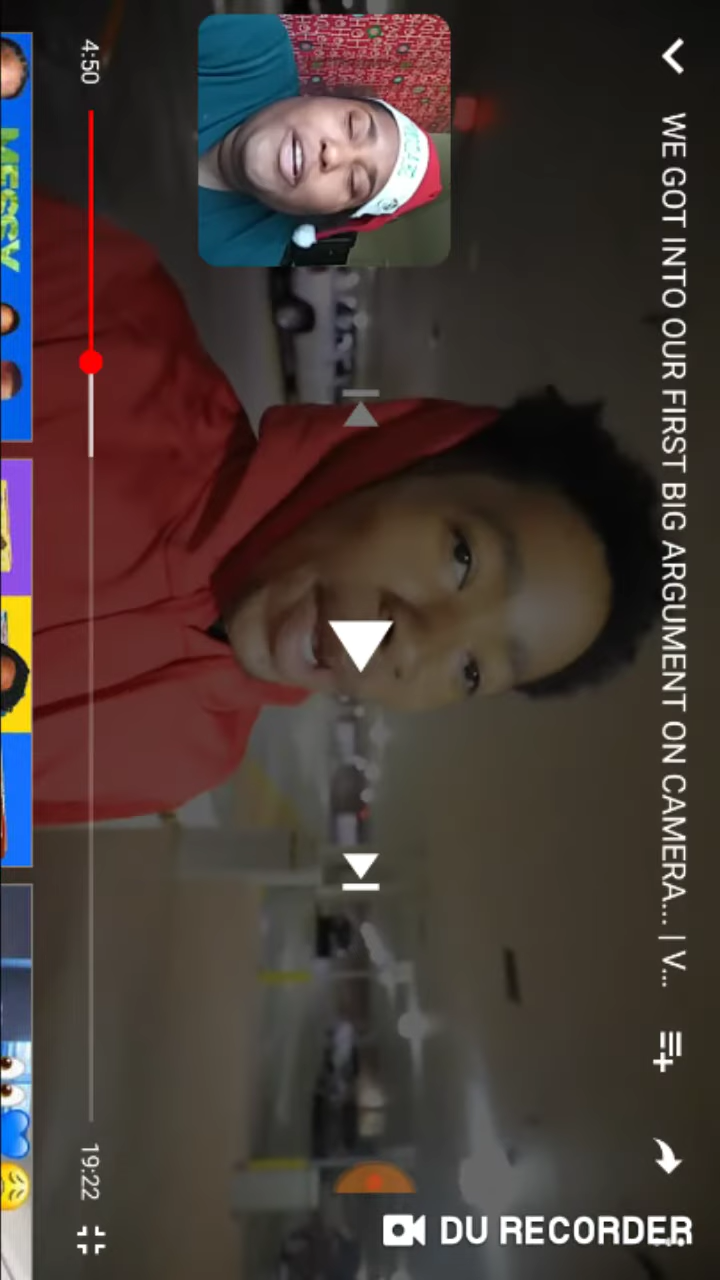 WE GOT INTO OUR FIRST BIG ARGUMENT ON CAMERA... | V...
4:50
19:22
MESSY
DU RECORDER